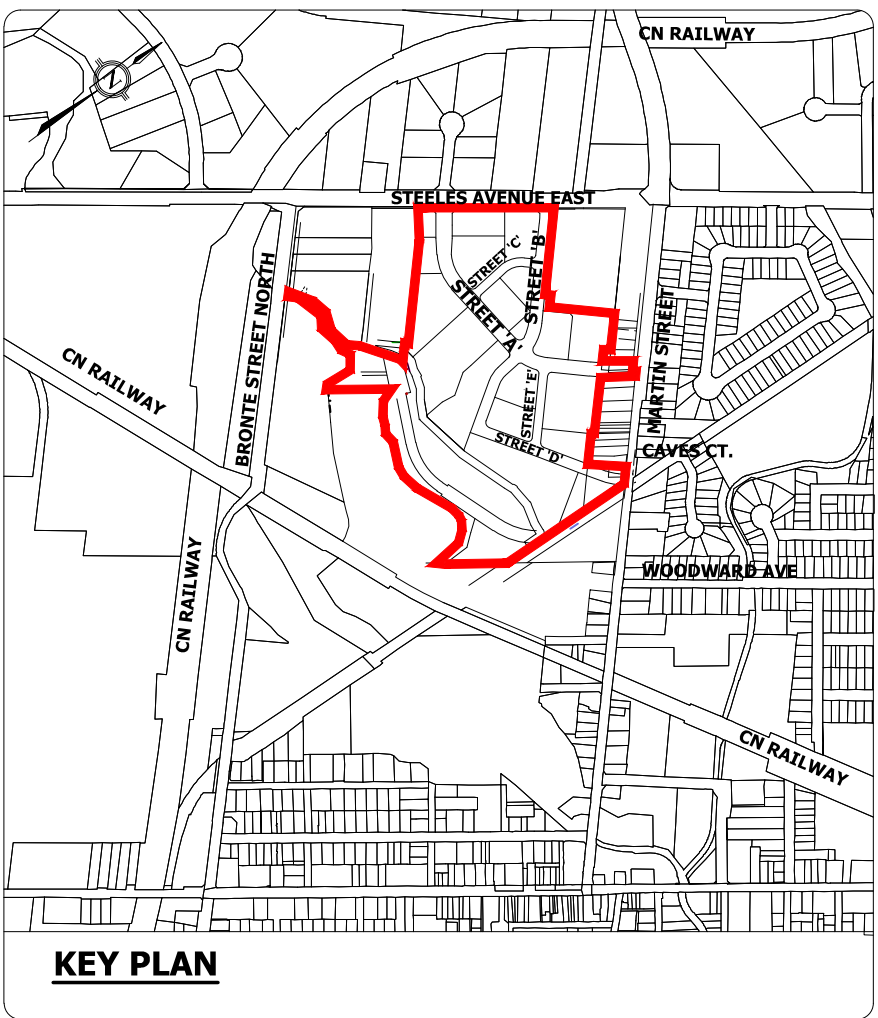 CN RAILWAY
N
STEELES AVENUE EAST
STREET 'C'
STREET 'B'
STREET 'A'
BRONTE STREET NORTH
MARTIN STREET
CN RAILWAY
STREET 'E'
STREET 'D'
CAVES CT.
CN RAILWAY
WOODWARD AVE
CN RAILWAY
KEY PLAN